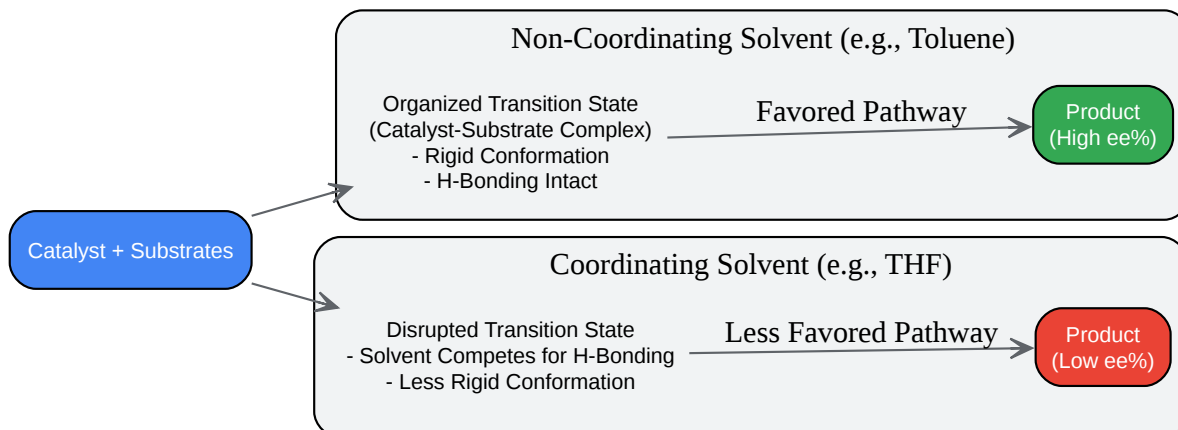 Non-Coordinating Solvent (e.g., Toluene)
Organized Transition State
(Catalyst-Substrate Complex)
- Rigid Conformation
- H-Bonding Intact
Favored Pathway
Product
(High ee%)
Catalyst + Substrates
Coordinating Solvent (e.g., THF)
Disrupted Transition State
- Solvent Competes for H-Bonding
- Less Rigid Conformation
Less Favored Pathway
Product
(Low ee%)